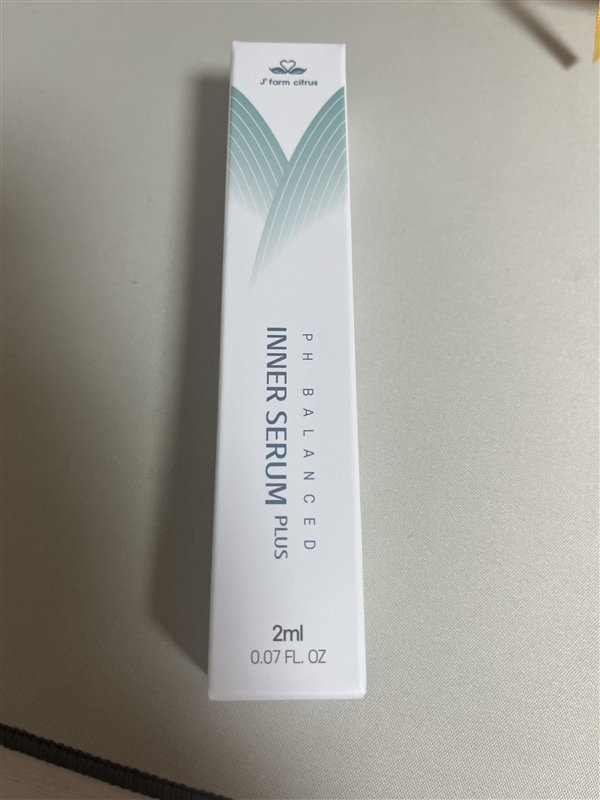 J* farm citrus
PH BALANCED
INNER SERUM PLUS
2ml
0.07 FL. OZ